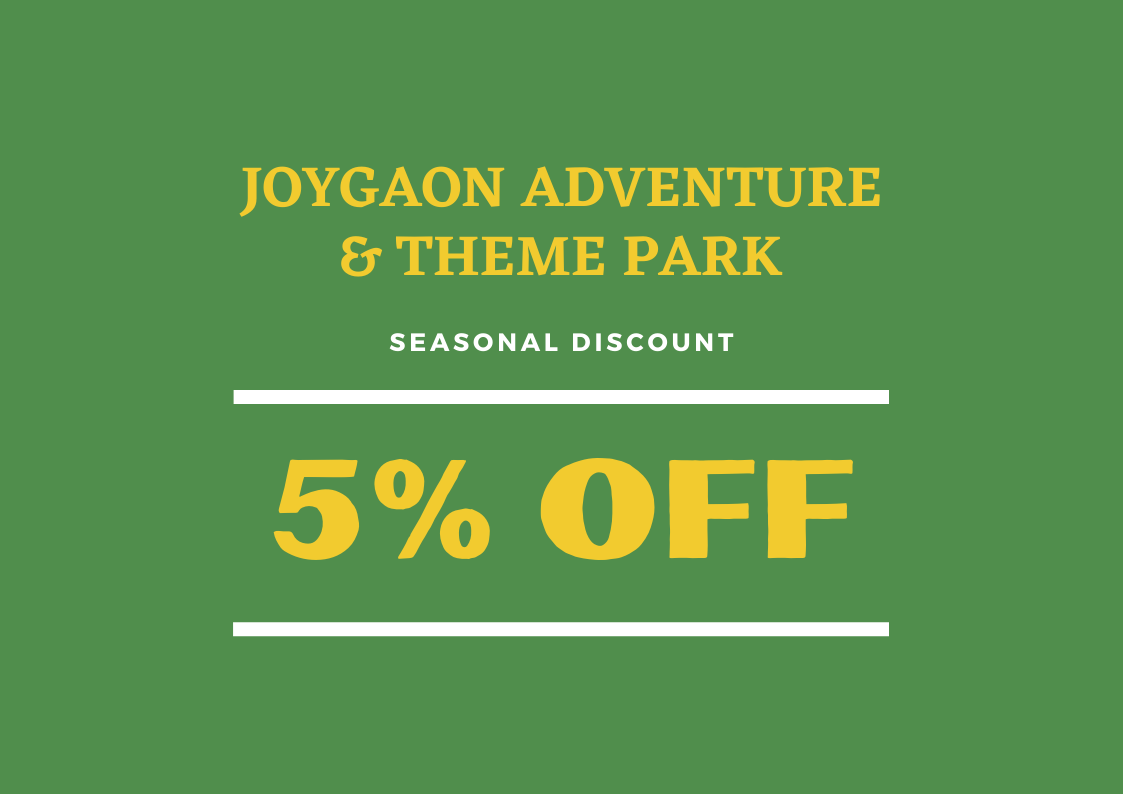 JOYGAON ADVENTURE
& THEME PARK
SEASONAL DISCOUNT
5% OFF